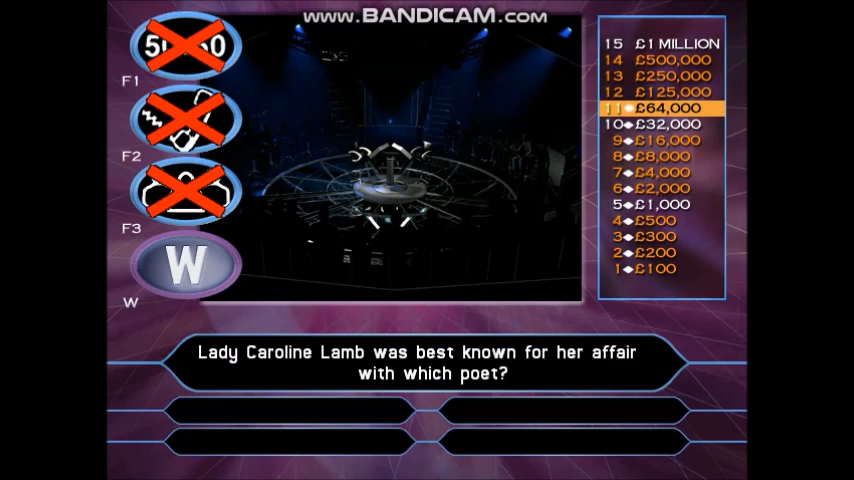 www.BANDICAM.com
F1
F2
F3
W
W
15 £1 MILLION
14 £500,000
13 £250,000
12 £125,000
11◆£64,000
10◆£32,000
9◆£16,000
8◆£8,000
7◆£4,000
6◆£2,000
5◆£1,000
4◆£500
3◆£300
2◆£200
1◆£100
Lady Caroline Lamb was best known for her affair
with which poet?